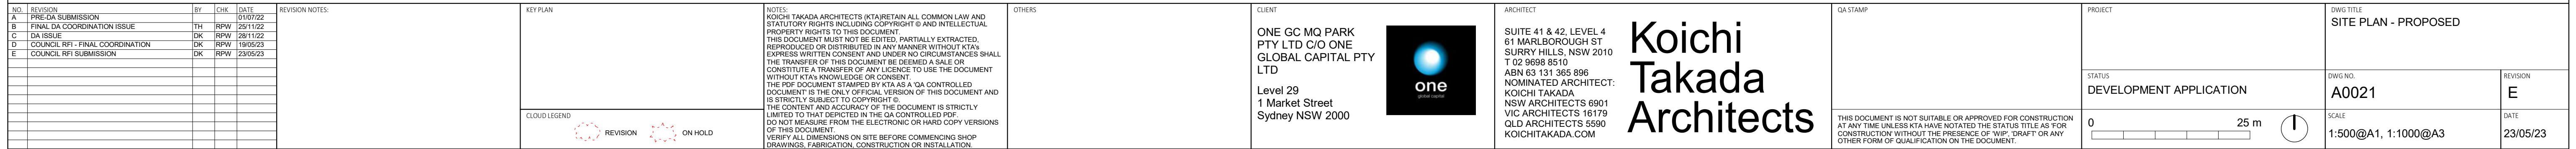 NO. REVISION BY CHK DATE
A PRE-DA SUBMISSION 01/07/22
B FINAL DA COORDINATION ISSUE TH RPW 25/11/22
C DA ISSUE DK RPW 28/11/22
D COUNCIL RFI - FINAL COORDINATION DK RPW 19/05/23
E COUNCIL RFI SUBMISSION DK RPW 23/05/23
REVISION NOTES:
KEY PLAN
CLOUD LEGEND
REVISION ON HOLD
NOTES:
KOICHI TAKADA ARCHITECTS (KTA)RETAIN ALL COMMON LAW AND
STATUTORY RIGHTS INCLUDING COPYRIGHT © AND INTELLECTUAL
PROPERTY RIGHTS TO THIS DOCUMENT.
THIS DOCUMENT MUST NOT BE EDITED, PARTIALLY EXTRACTED,
REPRODUCED OR DISTRIBUTED IN ANY MANNER WITHOUT KTA's
EXPRESS WRITTEN CONSENT AND UNDER NO CIRCUMSTANCES SHALL
THE TRANSFER OF THIS DOCUMENT BE DEEMED A SALE OR
CONSTITUTE A TRANSFER OF ANY LICENCE TO USE THE DOCUMENT
WITHOUT KTA's KNOWLEDGE OR CONSENT.
THE PDF DOCUMENT STAMPED BY KTA AS A 'QA CONTROLLED
DOCUMENT' IS THE ONLY OFFICIAL VERSION OF THIS DOCUMENT AND
IS STRICTLY SUBJECT TO COPYRIGHT ©.
THE CONTENT AND ACCURACY OF THE DOCUMENT IS STRICTLY
LIMITED TO THAT DEPICTED IN THE QA CONTROLLED PDF.
DO NOT MEASURE FROM THE ELECTRONIC OR HARD COPY VERSIONS
OF THIS DOCUMENT.
VERIFY ALL DIMENSIONS ON SITE BEFORE COMMENCING SHOP
DRAWINGS, FABRICATION, CONSTRUCTION OR INSTALLATION.
OTHERS
CLIENT
ONE GC MQ PARK
PTY LTD C/O ONE
GLOBAL CAPITAL PTY
LTD
Level 29
1 Market Street
Sydney NSW 2000
one
global capital
ARCHITECT
SUITE 41 & 42, LEVEL 4
61 MARLBOROUGH ST
SURRY HILLS, NSW 2010
T 02 9698 8510
ABN 63 131 365 896
NOMINATED ARCHITECT:
KOICHI TAKADA
NSW ARCHITECTS 6901
VIC ARCHITECTS 16179
QLD ARCHITECTS 5590
KOICHITAKADA.COM
Koichi
Takada
Architects
QA STAMP
THIS DOCUMENT IS NOT SUITABLE OR APPROVED FOR CONSTRUCTION
AT ANY TIME UNLESS KTA HAVE NOTATED THE STATUS TITLE AS 'FOR
CONSTRUCTION' WITHOUT THE PRESENCE OF 'WIP', 'DRAFT' OR ANY
OTHER FORM OF QUALIFICATION ON THE DOCUMENT.
PROJECT
STATUS
DEVELOPMENT APPLICATION
0 25 m
DWG TITLE
SITE PLAN - PROPOSED
DWG NO.
A0021
REVISION
E
SCALE
1:500@A1, 1:1000@A3
DATE
23/05/23